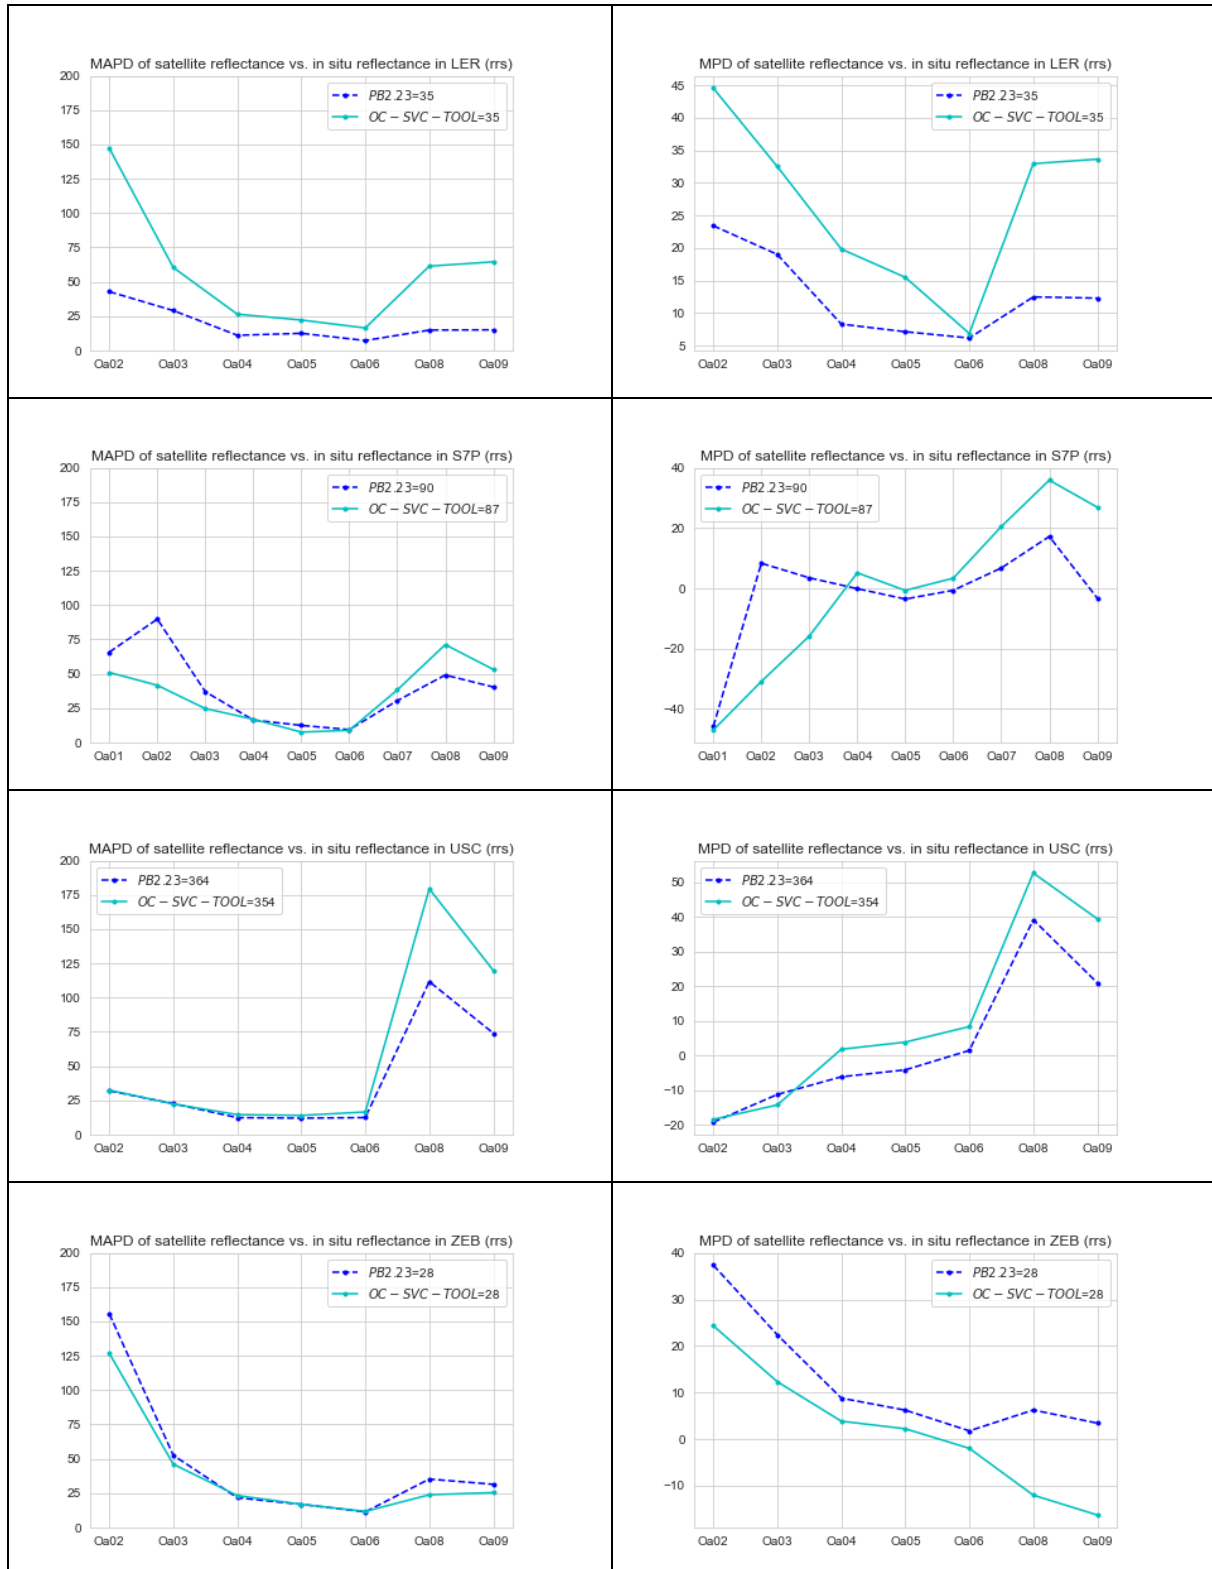 MAPD of satellite reflectance vs. in situ reflectance in LER (rrs)
200
175
150
125
100
75
50
25
0
PB2.23=35
OC − SVC − TOOL=35
Oa02 Oa03 Oa04 Oa05 Oa06 Oa08 Oa09
MPD of satellite reflectance vs. in situ reflectance in LER (rrs)
45
40
35
30
25
20
15
10
5
PB2.23=35
OC − SVC − TOOL=35
Oa02 Oa03 Oa04 Oa05 Oa06 Oa08 Oa09
MAPD of satellite reflectance vs. in situ reflectance in S7P (rrs)
200
175
150
125
100
75
50
25
0
PB2.23=90
OC − SVC − TOOL=87
Oa01 Oa02 Oa03 Oa04 Oa05 Oa06 Oa07 Oa08 Oa09
MPD of satellite reflectance vs. in situ reflectance in S7P (rrs)
40
20
0
−20
−40
PB2.23=90
OC − SVC − TOOL=87
Oa01 Oa02 Oa03 Oa04 Oa05 Oa06 Oa07 Oa08 Oa09
MAPD of satellite reflectance vs. in situ reflectance in USC (rrs)
200
175
150
125
100
75
50
25
0
PB2.23=364
OC − SVC − TOOL=354
Oa02 Oa03 Oa04 Oa05 Oa06 Oa08 Oa09
MPD of satellite reflectance vs. in situ reflectance in USC (rrs)
50
40
30
20
10
0
−10
−20
PB2.23=364
OC − SVC − TOOL=354
Oa02 Oa03 Oa04 Oa05 Oa06 Oa08 Oa09
MAPD of satellite reflectance vs. in situ reflectance in ZEB (rrs)
200
175
150
125
100
75
50
25
0
PB2.23=28
OC − SVC − TOOL=28
Oa02 Oa03 Oa04 Oa05 Oa06 Oa08 Oa09
MPD of satellite reflectance vs. in situ reflectance in ZEB (rrs)
40
30
20
10
0
−10
PB2.23=28
OC − SVC − TOOL=28
Oa02 Oa03 Oa04 Oa05 Oa06 Oa08 Oa09